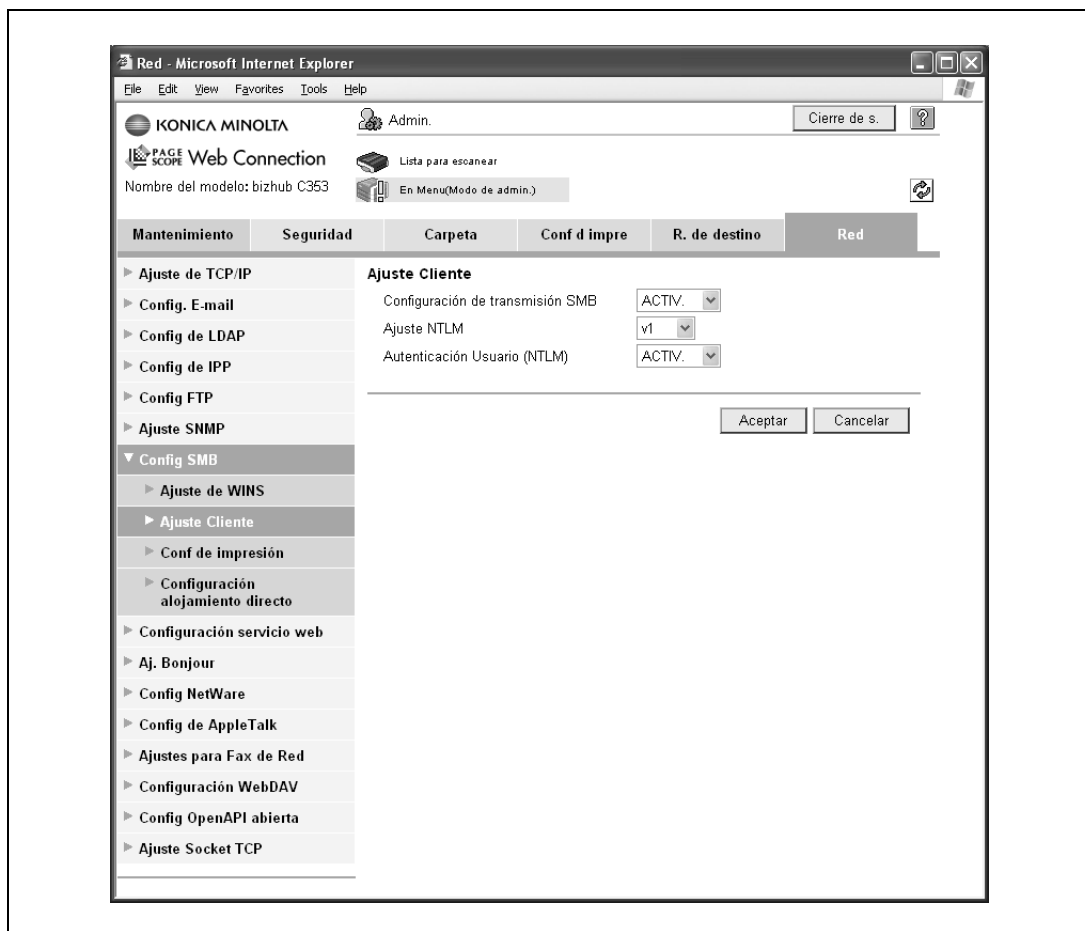 Red - Microsoft Internet Explorer
File Edit View Favorites Tools Help
KONICA MINOLTA
Admin.
Cierre de s.
?
PAGE SCOPE Web Connection
Lista para escanear
Nombre del modelo: bizhub C353
En Menu(Modo de admin.)
Mantenimiento Seguridad Carpeta Conf d impre R. de destino Red
Ajuste de TCP/IP
Config. E-mail
Config de LDAP
Config de IPP
Config FTP
Ajuste SNMP
Config SMB
Ajuste de WINS
Ajuste Cliente
Conf de impresión
Configuración
alojamiento directo
Configuración servicio web
Aj. Bonjour
Config NetWare
Config de AppleTalk
Ajustes para Fax de Red
Configuración WebDAV
Config OpenAPI abierta
Ajuste Socket TCP
Ajuste Cliente
Configuración de transmisión SMB ACTIV.
Ajuste NTLM v1
Autenticación Usuario (NTLM) ACTIV.
Aceptar Cancelar